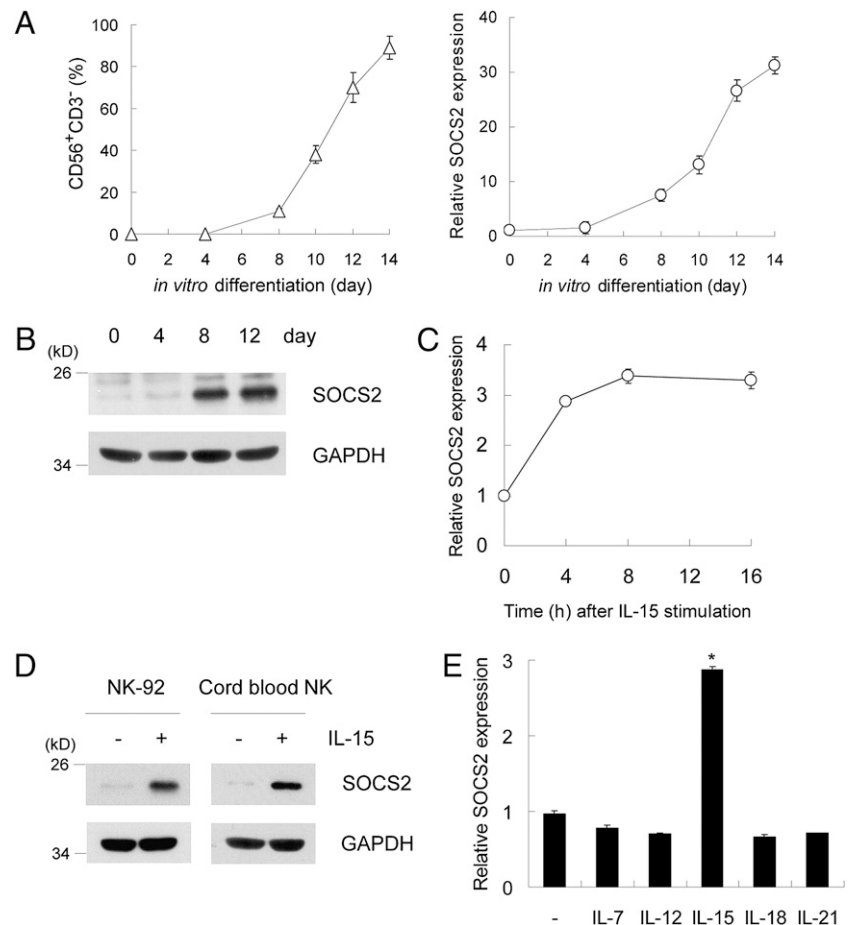 A
CD56⁺CD3⁻ (%)
100
80
60
40
20
0
0 2 4 6 8 10 12 14
in vitro differentiation (day)
Relative SOCS2 expression
40
30
20
10
0
0 2 4 6 8 10 12 14
in vitro differentiation (day)
B
0 4 8 12 day
(kD)
26
SOCS2
GAPDH
34
C
Relative SOCS2 expression
4
3
2
1
0
0 4 8 12 16
Time (h) after IL-15 stimulation
D
NK-92 Cord blood NK
- + - + IL-15
(kD)
26
SOCS2
GAPDH
34
E
Relative SOCS2 expression
3
2
1
0
*
- IL-7 IL-12 IL-15 IL-18 IL-21